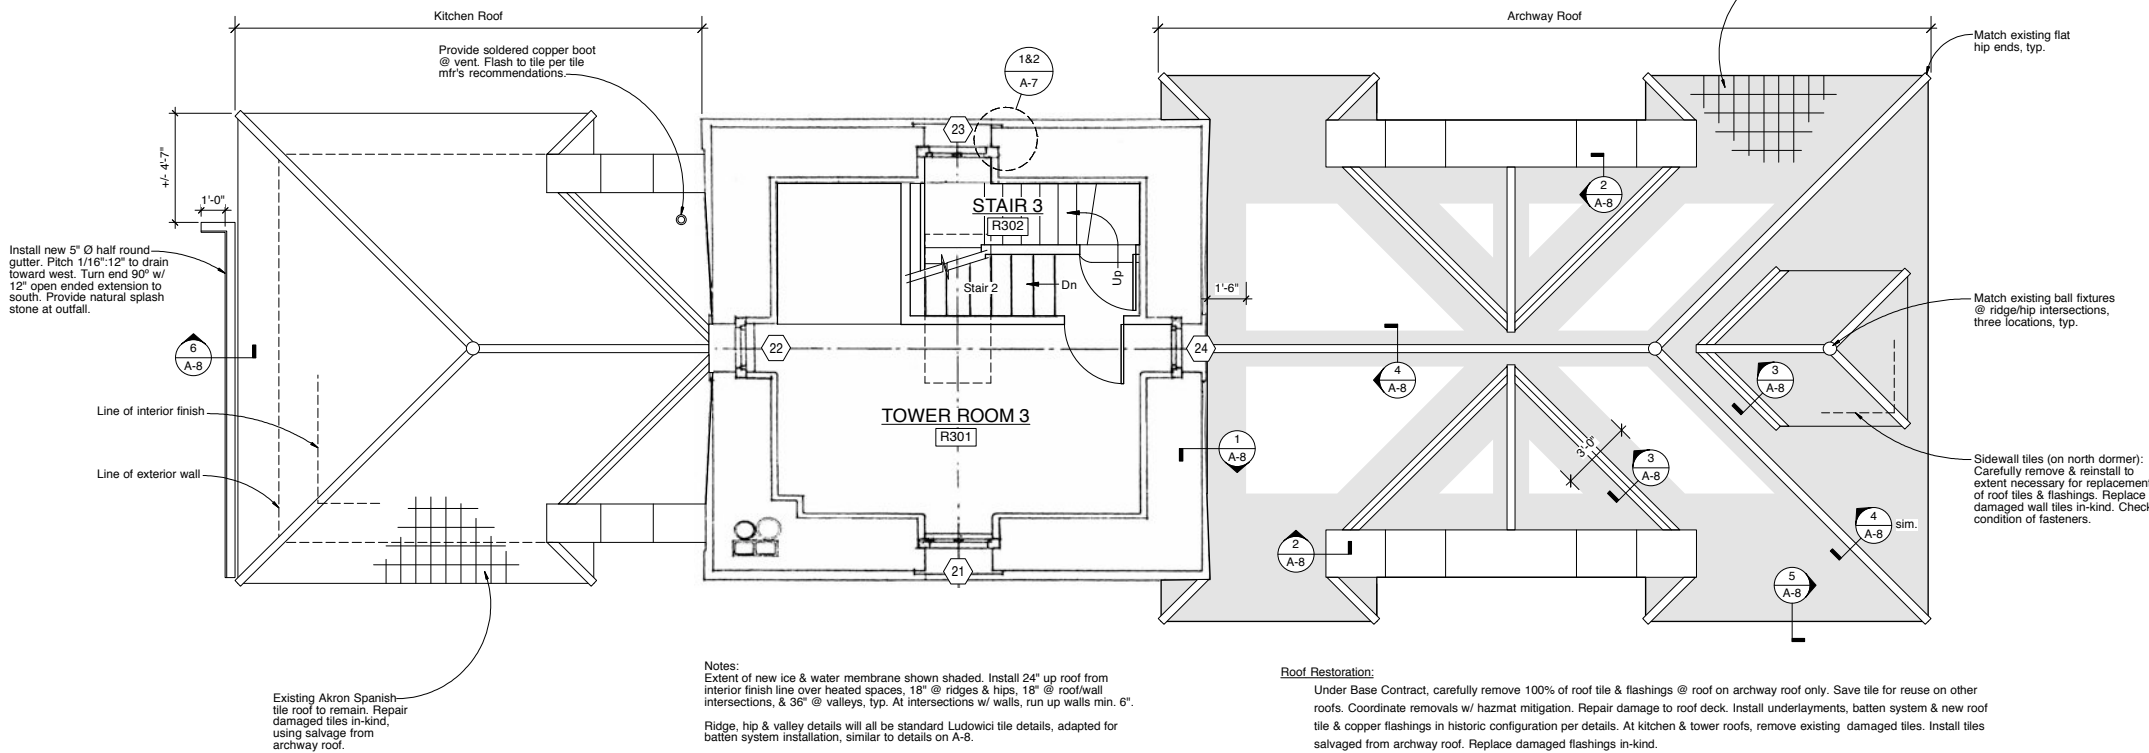 Kitchen Roof
Archway Roof
Provide soldered copper boot
@ vent. Flash to tile per tile
mfr's recommendations.
1&2
A-7
Match existing flat
hip ends, typ.
+/- 4'-7"
1'-0"
23
2
A-8
STAIR 3
R302
Install new 5" Ø half round
gutter. Pitch 1/16":12" to drain
toward west. Turn end 90º w/
12" open ended extension to
south. Provide natural splash
stone at outfall.
Up
Stair 2
Dn
1'-6"
Match existing ball fixtures
@ ridge/hip intersections,
three locations, typ.
6
A-8
22
24
4
A-8
3
A-8
Line of interior finish
TOWER ROOM 3
R301
1
A-8
3'-0"
3
A-8
Line of exterior wall
Sidewall tiles (on north dormer):
Carefully remove & reinstall to
extent necessary for replacement
of roof tiles & flashings. Replace
damaged wall tiles in-kind. Check
condition of fasteners.
4
A-8
sim.
2
A-8
21
5
A-8
Existing Akron Spanish
tile roof to remain. Repair
damaged tiles in-kind,
using salvage from
archway roof.
Notes:
Extent of new ice & water membrane shown shaded. Install 24" up roof from
interior finish line over heated spaces, 18" @ ridges & hips, 18" @ roof/wall
intersections, & 36" @ valleys, typ. At intersections w/ walls, run up walls min. 6".
Ridge, hip & valley details will all be standard Ludowici tile details, adapted for
batten system installation, similar to details on A-8.
Roof Restoration:
Under Base Contract, carefully remove 100% of roof tile & flashings @ roof on archway roof only. Save tile for reuse on other
roofs. Coordinate removals w/ hazmat mitigation. Repair damage to roof deck. Install underlayments, batten system & new roof
tile & copper flashings in historic configuration per details. At kitchen & tower roofs, remove existing  damaged tiles. Install tiles
salvaged from archway roof. Replace damaged flashings in-kind.